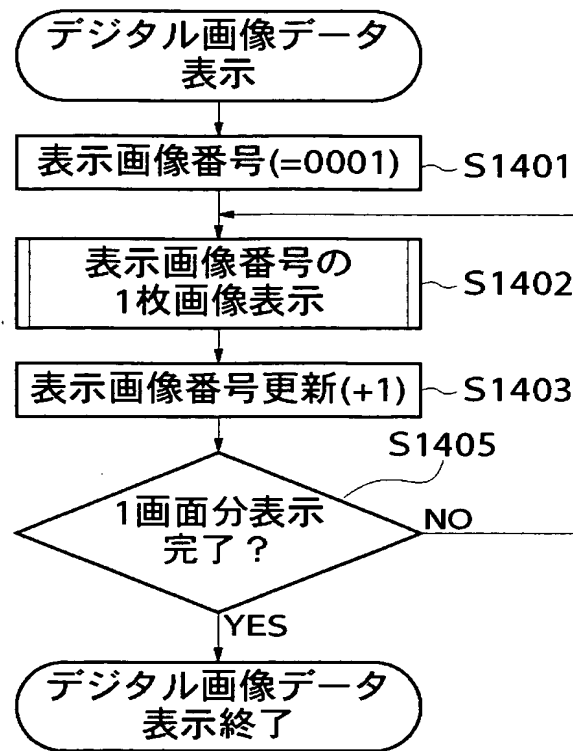 デジタル画像データ
表示
表示画像番号(=0001)
S1401
表示画像番号の
1枚画像表示
S1402
表示画像番号更新(+1)
S1403
S1405
1画面分表示
完了？
NO
YES
デジタル画像データ
表示終了